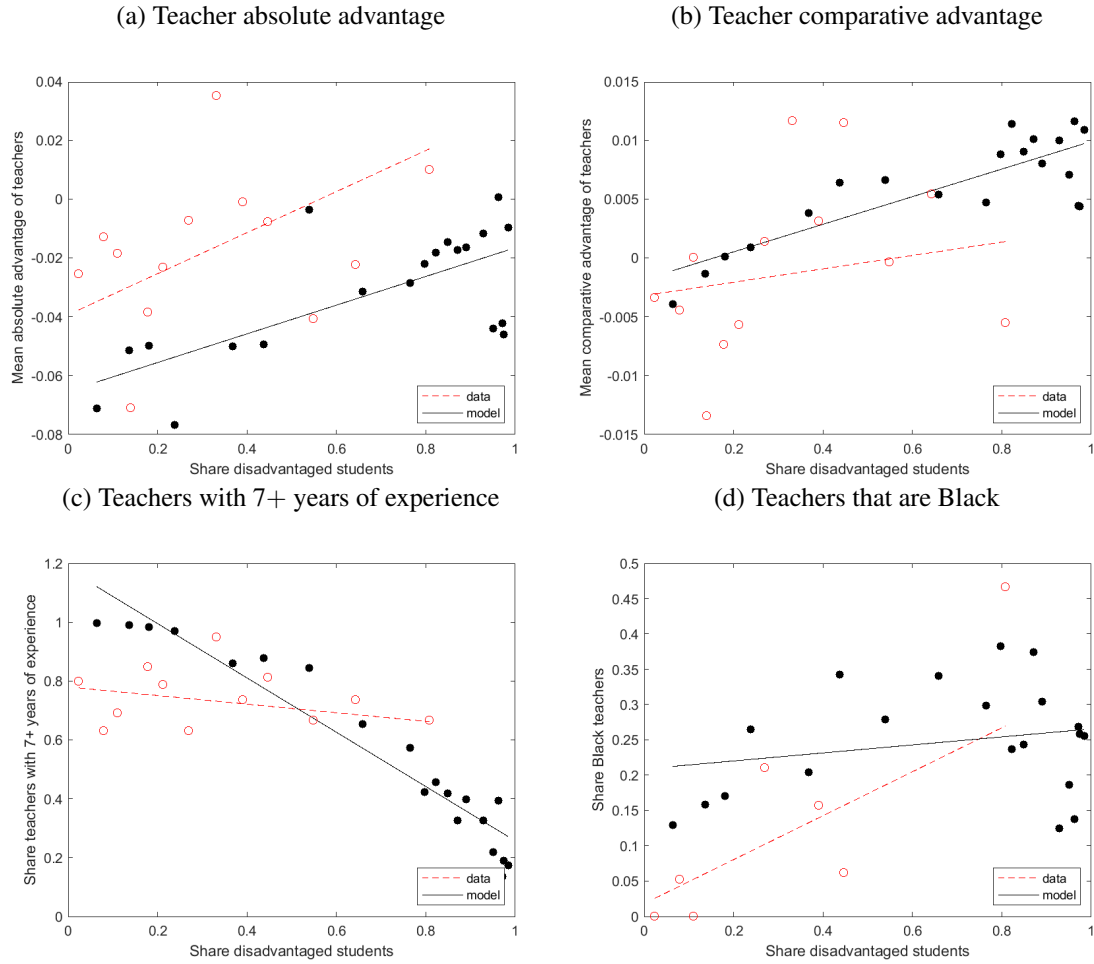 (a) Teacher absolute advantage
(b) Teacher comparative advantage
0.04
0.02
0
-0.02
-0.04
-0.06
-0.08
Mean absolute advantage of teachers
0
0.2
0.4
0.6
0.8
1
Share disadvantaged students
data
model
0.015
0.01
0.005
0
-0.005
-0.01
-0.015
Mean comparative advantage of teachers
0
0.2
0.4
0.6
0.8
1
Share disadvantaged students
data
model
(c) Teachers with 7+ years of experience
(d) Teachers that are Black
1.2
1
0.8
0.6
0.4
0.2
0
Share teachers with 7+ years of experience
0
0.2
0.4
0.6
0.8
1
Share disadvantaged students
data
model
0.5
0.45
0.4
0.35
0.3
0.25
0.2
0.15
0.1
0.05
0
Share Black teachers
0
0.2
0.4
0.6
0.8
1
Share disadvantaged students
data
model